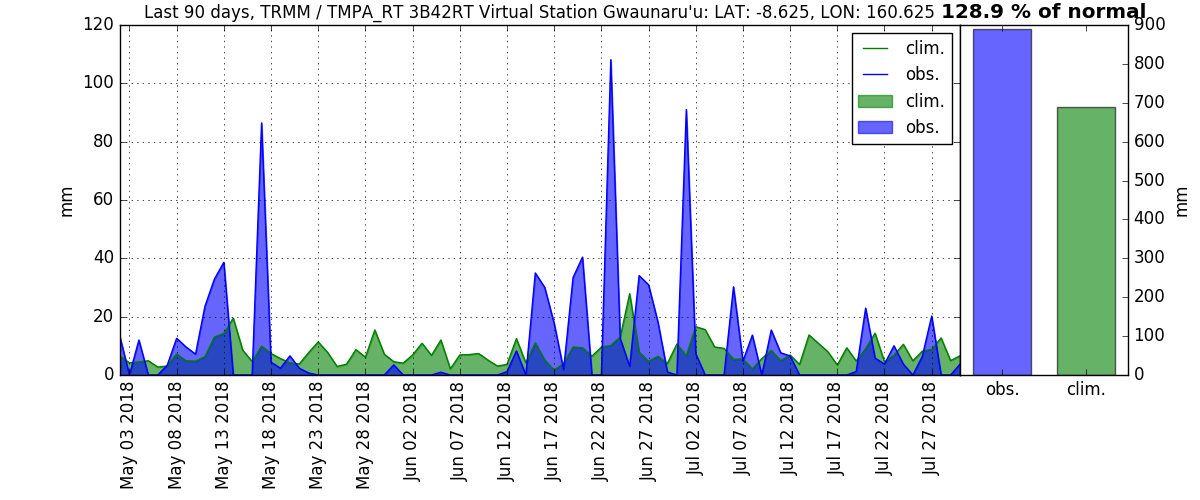 Last 90 days, TRMM / TMPA_RT 3B42RT Virtual Station Gwaunaru'u: LAT: -8.625, LON: 160.625 128.9 % of normal
120
100
80
60
40
20
0
mm
clim.
obs.
clim.
obs.
900
800
700
600
500
400
300
200
100
0
mm
May 03 2018
May 08 2018
May 13 2018
May 18 2018
May 23 2018
May 28 2018
Jun 02 2018
Jun 07 2018
Jun 12 2018
Jun 17 2018
Jun 22 2018
Jun 27 2018
Jul 02 2018
Jul 07 2018
Jul 12 2018
Jul 17 2018
Jul 22 2018
Jul 27 2018
obs.
clim.